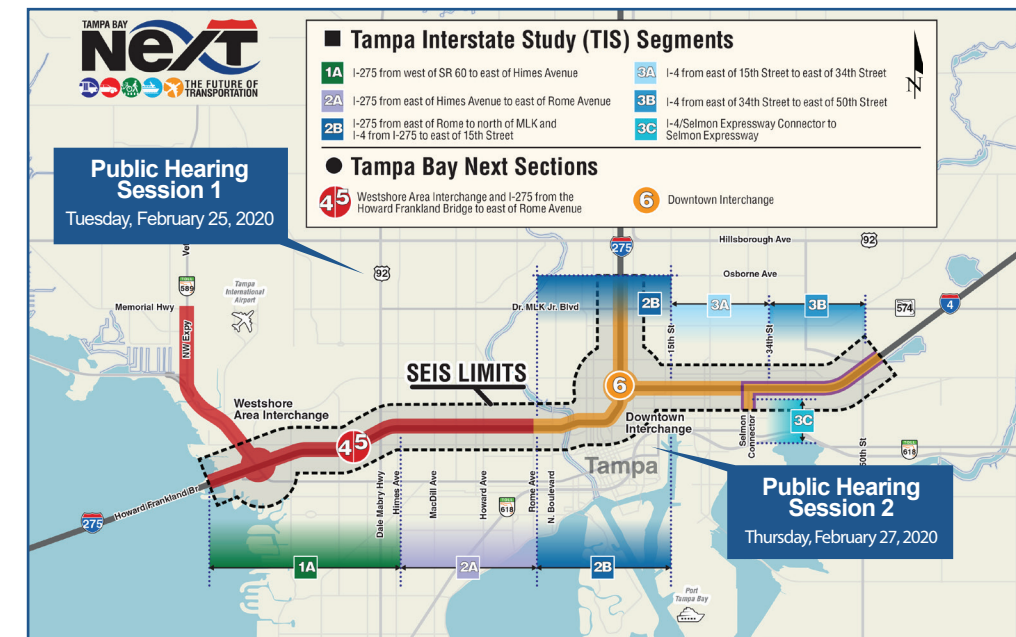 TAMPA BAY
NEXT
THE FUTURE OF
TRANSPORTATION
Tampa Interstate Study (TIS) Segments
1A I-275 from west of SR 60 to east of Himes Avenue
2A I-275 from east of Himes Avenue to east of Rome Avenue
2B I-275 from east of Rome to north of MLK and
I-4 from I-275 to east of 15th Street
3A I-4 from east of 15th Street to east of 34th Street
3B I-4 from east of 34th Street to east of 50th Street
3C I-4/Selmon Expressway Connector to
Selmon Expressway
N
Tampa Bay Next Sections
4 5 Westshore Area Interchange and I-275 from the
Howard Frankland Bridge to east of Rome Avenue
6 Downtown Interchange
Public Hearing
Session 1
Tuesday, February 25, 2020
275
Hillsborough Ave
92
92
Osborne Ave
589
Tampa
International
Airport
Memorial Hwy
Dr. MLK Jr. Blvd
2B
3A
3B
574
4
NW Expy
15th St
34th St
SEIS LIMITS
6
Westshore
Area Interchange
4 5
Downtown
Interchange
Selmon
Connector
3C
50th St
618
Tampa
Howard Frankland Br
275
Dale Mabry Hwy
Himes Ave
MacDill Ave
Howard Ave
618
Rome Ave
N. Boulevard
Public Hearing
Session 2
Thursday, February 27, 2020
1A
2A
2B
Port
Tampa Bay